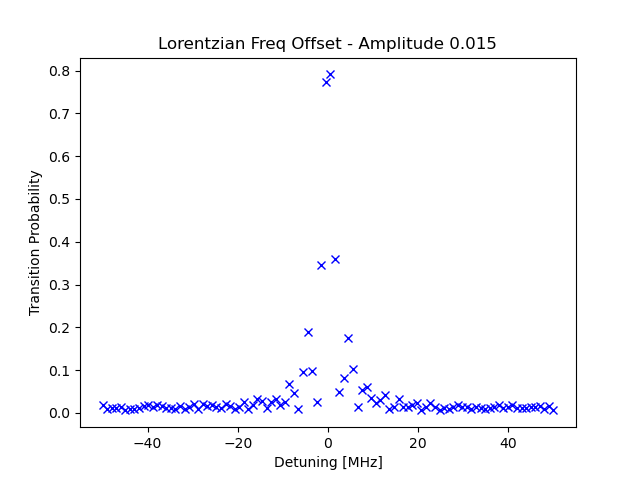 Lorentzian Freq Offset - Amplitude 0.015
0.8
0.7
0.6
0.5
0.4
0.3
0.2
0.1
0.0
Transition Probability
−40 −20 0 20 40
Detuning [MHz]